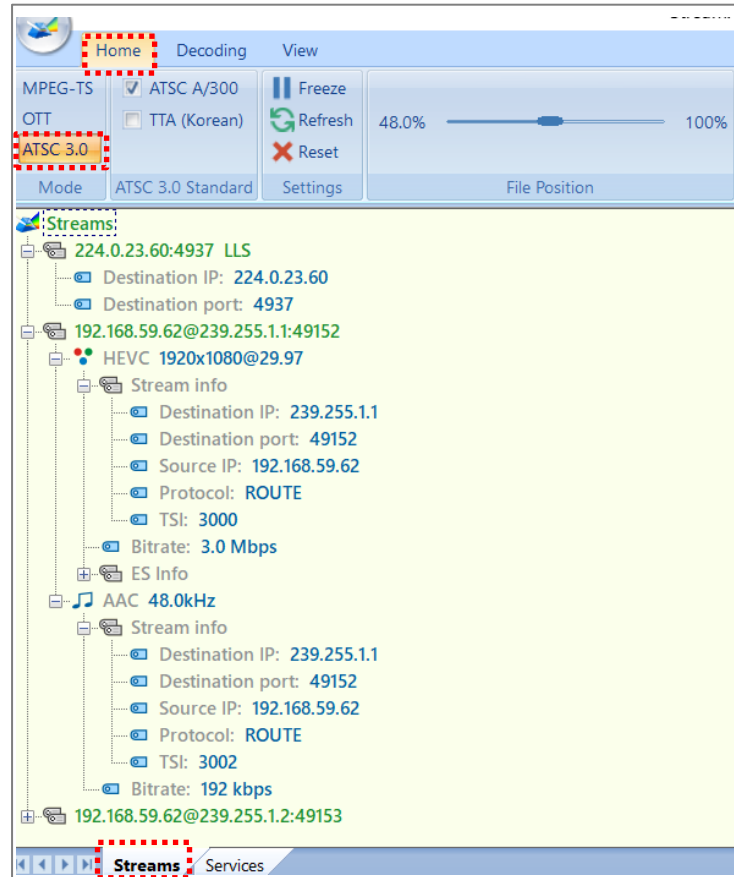 Home Decoding View
MPEG-TS ATSC A/300 Freeze
OTT TTA (Korean) Refresh 48.0% 100%
ATSC 3.0 Reset
Mode ATSC 3.0 Standard Settings File Position
Streams
224.0.23.60:4937 LLS
Destination IP: 224.0.23.60
Destination port: 4937
192.168.59.62@239.255.1.1:49152
HEVC 1920x1080@29.97
Stream info
Destination IP: 239.255.1.1
Destination port: 49152
Source IP: 192.168.59.62
Protocol: ROUTE
TSI: 3000
Bitrate: 3.0 Mbps
ES Info
AAC 48.0kHz
Stream info
Destination IP: 239.255.1.1
Destination port: 49152
Source IP: 192.168.59.62
Protocol: ROUTE
TSI: 3002
Bitrate: 192 kbps
192.168.59.62@239.255.1.2:49153
Streams Services